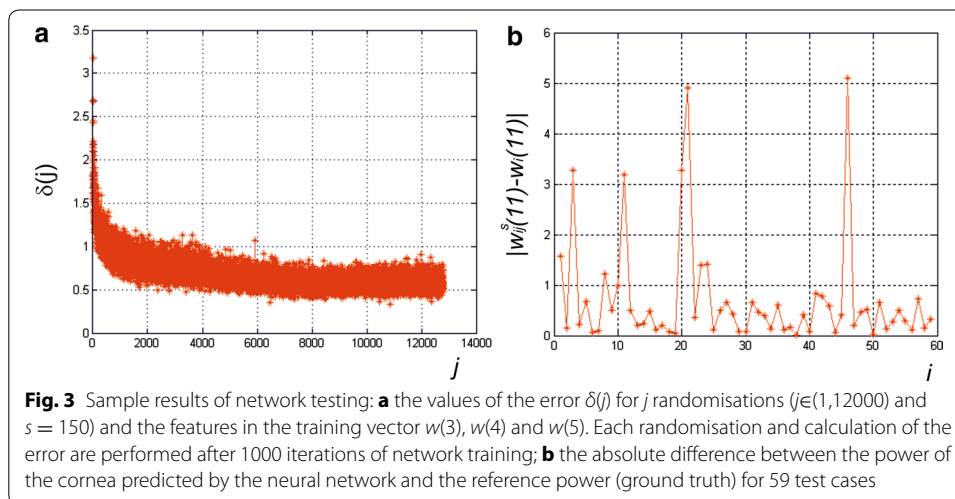 a
3.5
3
2.5
2
1.5
1
0.5
0
δ(j)
0 2000 4000 6000 8000 10000 12000 14000
j
b
6
5
4
3
2
1
0
|w^s_ij(11)-w_i(11)|
0 10 20 30 40 50 60
i
Fig. 3 Sample results of network testing: a the values of the error δ(j) for j randomisations (j∈(1,12000) and
s = 150) and the features in the training vector w(3), w(4) and w(5). Each randomisation and calculation of the
error are performed after 1000 iterations of network training; b the absolute difference between the power of
the cornea predicted by the neural network and the reference power (ground truth) for 59 test cases